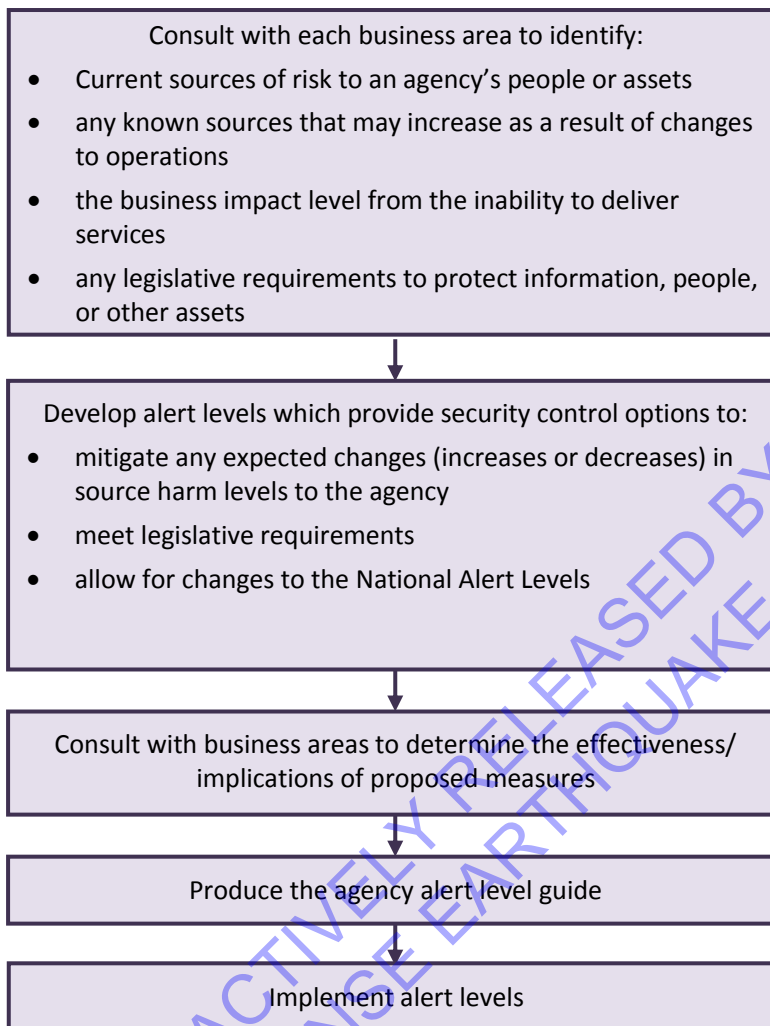 Consult with each business area to identify:
• Current sources of risk to an agency’s people or assets
• any known sources that may increase as a result of changes
to operations
• the business impact level from the inability to deliver
services
• any legislative requirements to protect information, people,
or other assets
Develop alert levels which provide security control options to:
• mitigate any expected changes (increases or decreases) in
source harm levels to the agency
• meet legislative requirements
• allow for changes to the National Alert Levels
Consult with business areas to determine the effectiveness/
implications of proposed measures
Produce the agency alert level guide
Implement alert levels
ACTIVELY RELEASED BY
NSE EARTHQUAKE